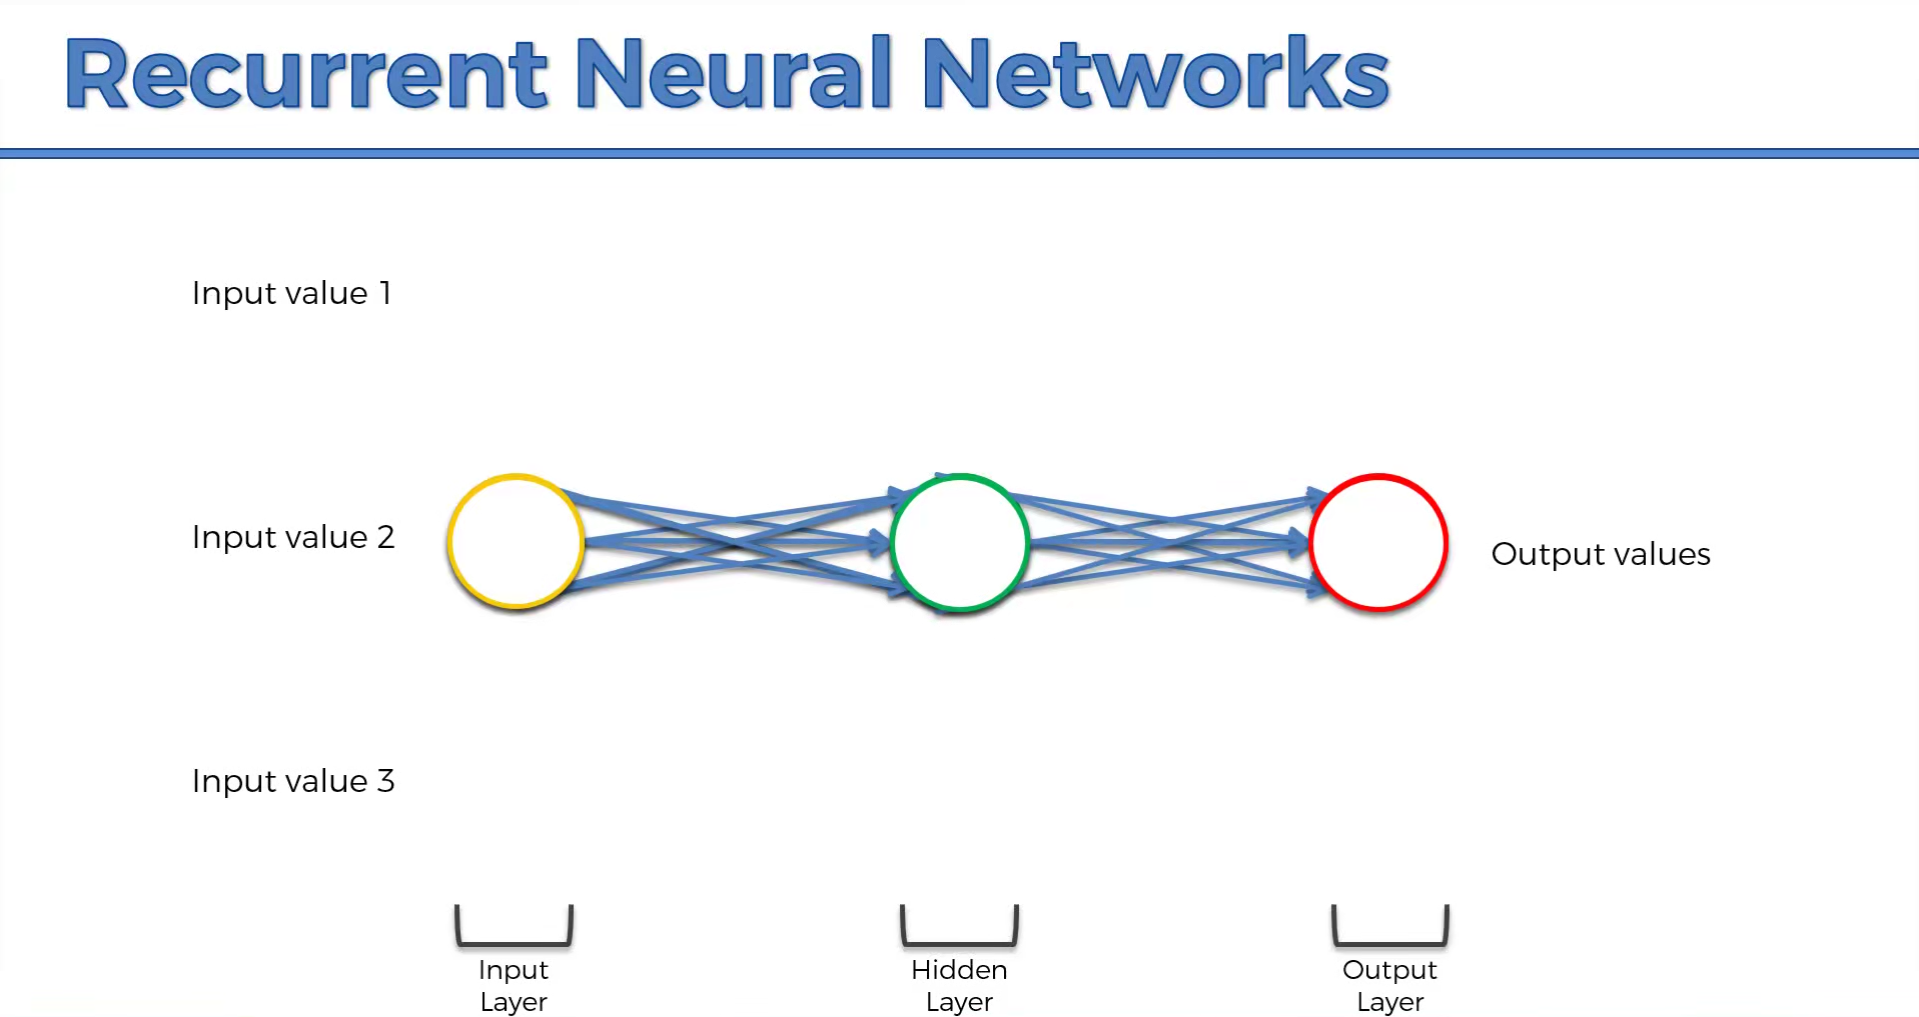 Recurrent Neural Networks
Input value 1
Input value 2
Output values
Input value 3
Input
Layer
Hidden
Layer
Output
Layer